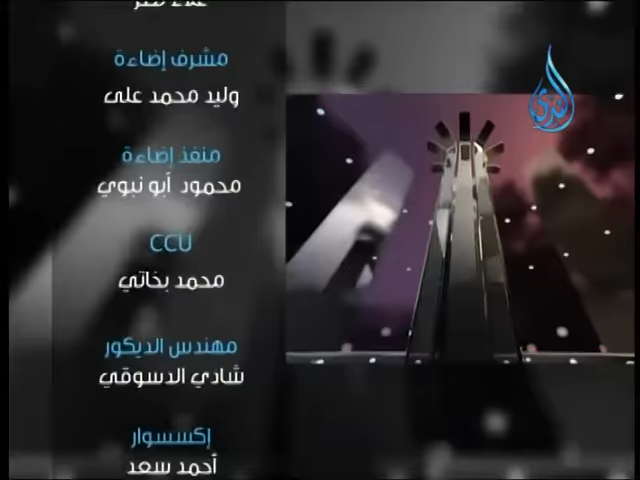 مشرف إضاءة
وليد محمد على
منفذ إضاءة
محمود أبو نبوي
CCU
محمد بخاتي
مهندس الديكور
شادي الدسوقي
إكسسوار
أحمد سعد
الندى